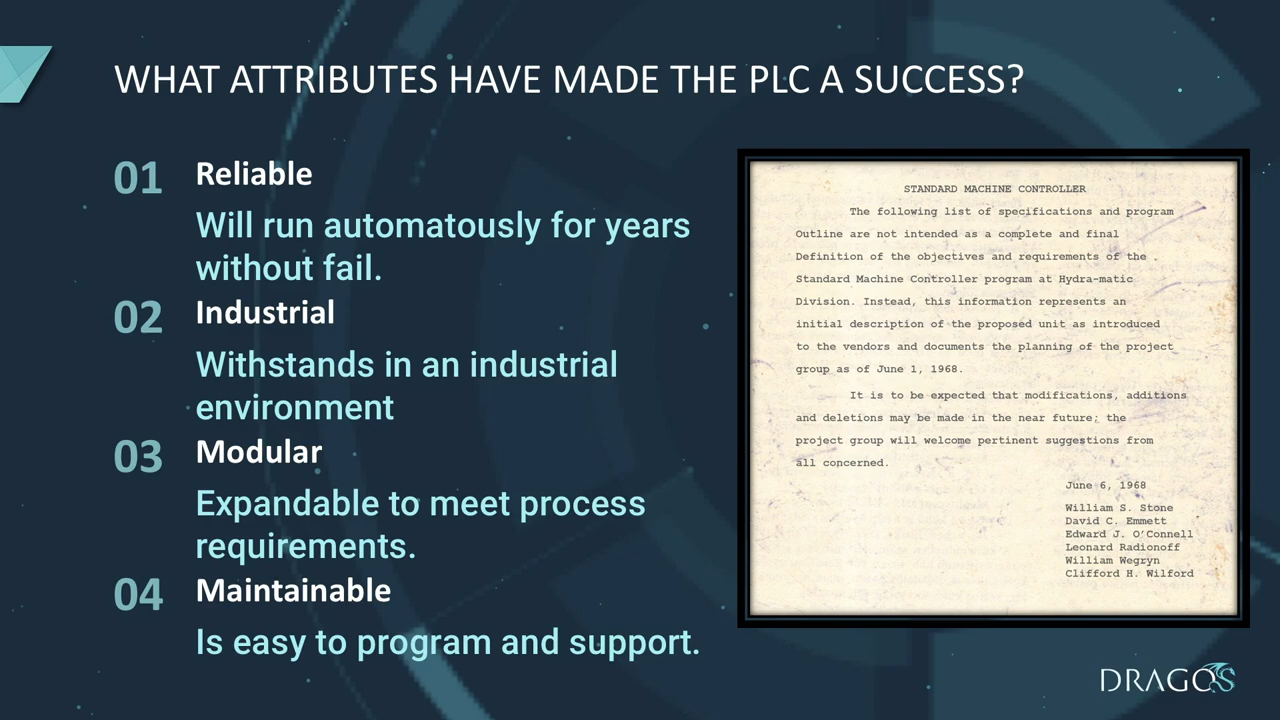 WHAT ATTRIBUTES HAVE MADE THE PLC A SUCCESS?
01
Reliable
Will run automatously for years
without fail.
02
Industrial
Withstands in an industrial
environment
03
Modular
Expandable to meet process
requirements.
04
Maintainable
Is easy to program and support.
STANDARD MACHINE CONTROLLER
The following list of specifications and program
Outline are not intended as a complete and final
Definition of the objectives and requirements of the .
Standard Machine Controller program at Hydra-matic
Division. Instead, this information represents an
initial description of the proposed unit as introduced
to the vendors and documents the planning of the project
group as of June 1, 1968.
It is to be expected that modifications, additions
and deletions may be made in the near future; the
project group will welcome pertinent suggestions from
all concerned.
June 6, 1968
William S. Stone
David C. Emmett
Edward J. O'Connell
Leonard Radionoff
William Wegryn
Clifford H. Wilford
DRAGOS